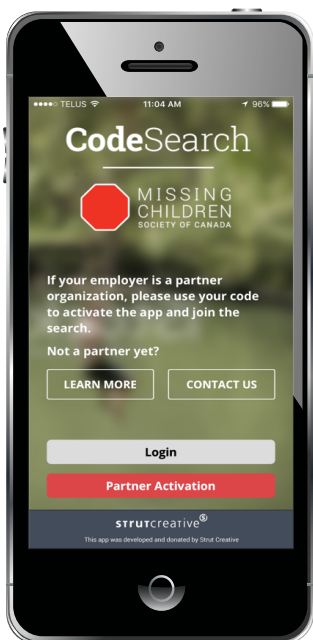 TELUS 11:04 AM 96%
CodeSearch
MISSING
CHILDREN
SOCIETY OF CANADA
If your employer is a partner
organization, please use your code
to activate the app and join the
search.
Not a partner yet?
LEARN MORE CONTACT US
Login
Partner Activation
STRUTCREATIVE Ⓢ
This app was developed and donated by Strut Creative